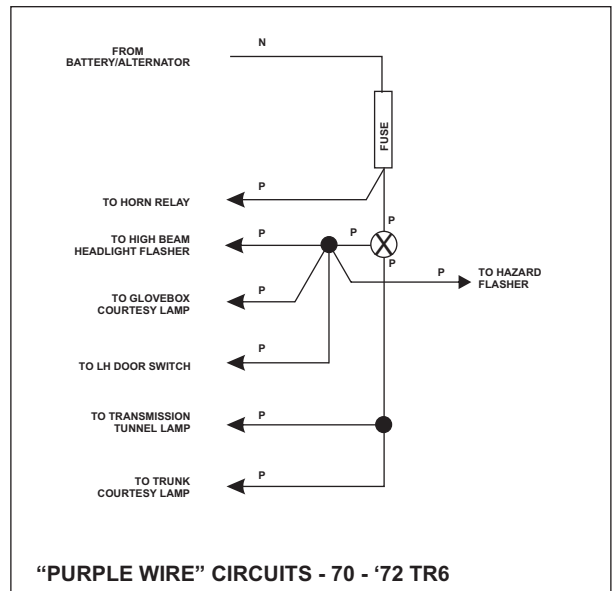 FROM
BATTERY/ALTERNATOR
N
FUSE
P
TO HORN RELAY
P
TO HIGH BEAM
HEADLIGHT FLASHER
P
P
P
P
TO HAZARD
FLASHER
TO GLOVEBOX
COURTESY LAMP
P
TO LH DOOR SWITCH
P
TO TRANSMISSION
TUNNEL LAMP
P
TO TRUNK
COURTESY LAMP
P
“PURPLE WIRE” CIRCUITS - 70 - ‘72 TR6